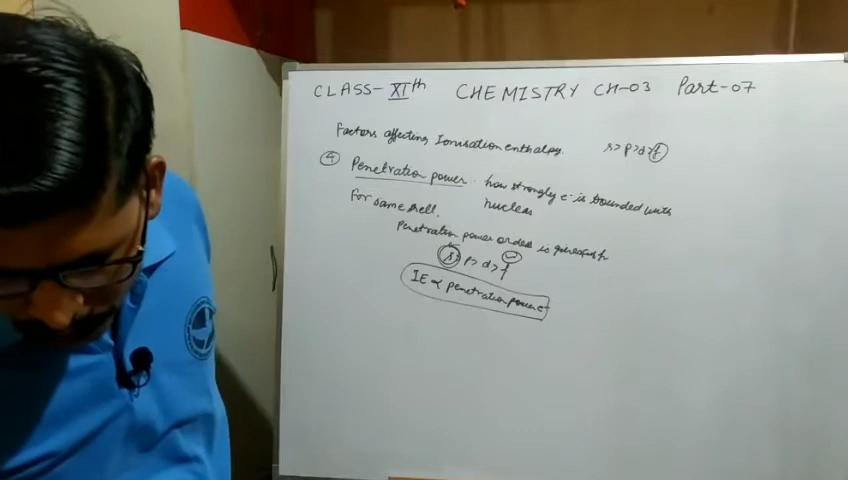 CLASS- XIth CHEMISTRY CH-03 Part-07
Factors affecting Ionisation enthalpy. s>p>d>f
④ Penetration power. how strongly e- is bounded with
nucleus
For same shell,
Penetration power order is
s> p> d> f
IE ∝ penetration power